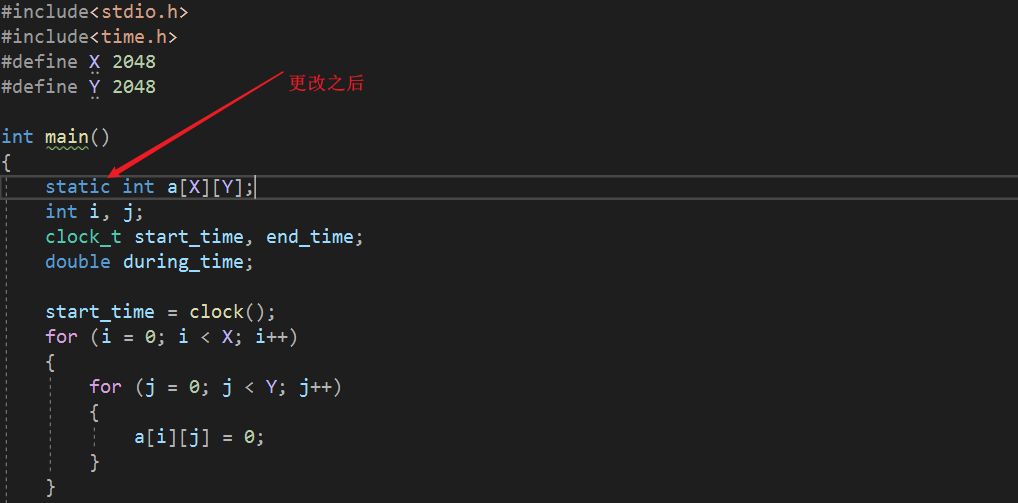 #include<stdio.h>
#include<time.h>
#define X 2048
#define Y 2048
更改之后
int main()
{
    static int a[X][Y];
    int i, j;
    clock_t start_time, end_time;
    double during_time;

    start_time = clock();
    for (i = 0; i < X; i++)
    {
        for (j = 0; j < Y; j++)
        {
            a[i][j] = 0;
        }
    }